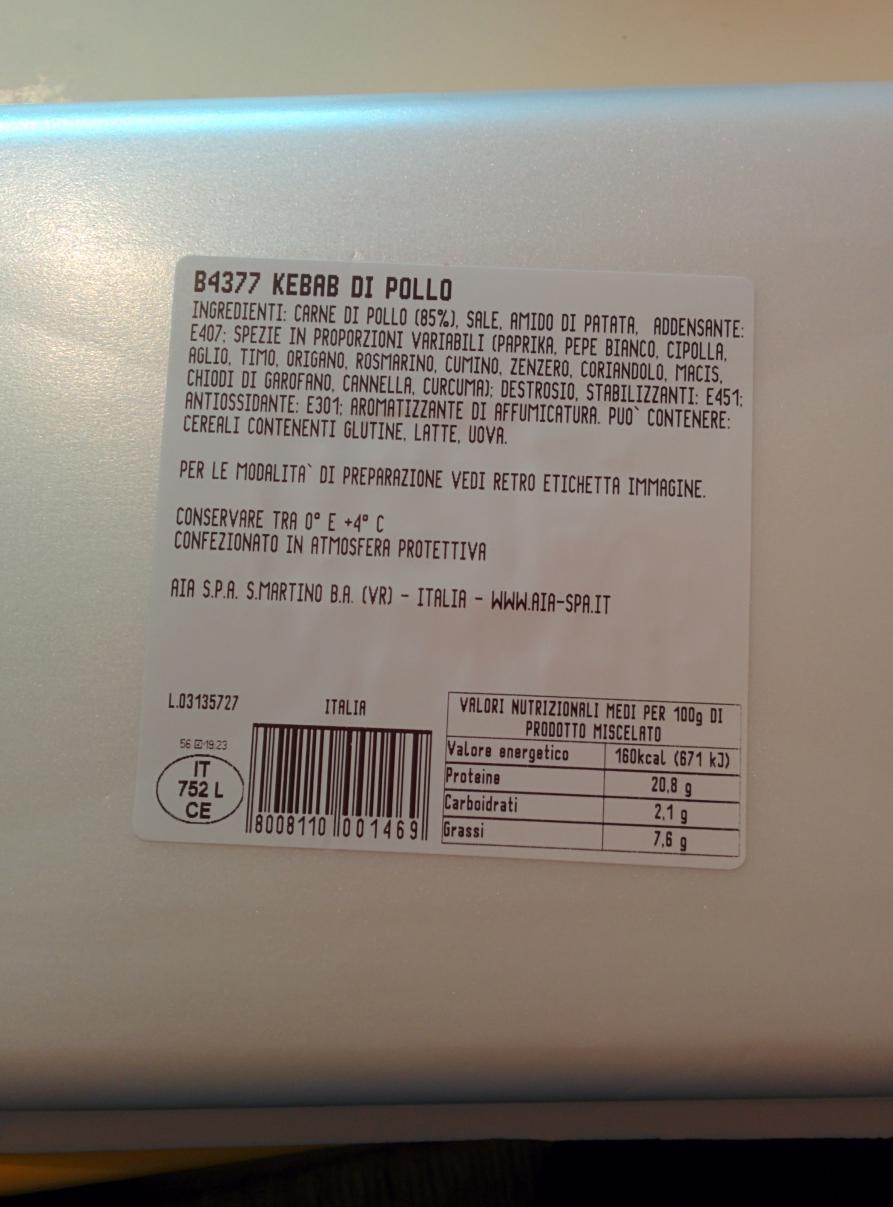 B4377 KEBAB DI POLLO
INGREDIENTI: CARNE DI POLLO (85%), SALE, AMIDO DI PATATA, ADDENSANTE:
E407; SPEZIE IN PROPORZIONI VARIABILI (PAPRIKA, PEPE BIANCO, CIPOLLA,
AGLIO, TIMO, ORIGANO, ROSMARINO, CUMINO, ZENZERO, CORIANDOLO, MACIS,
CHIODI DI GAROFANO, CANNELLA, CURCUMA); DESTROSIO, STABILIZZANTI: E451;
ANTIOSSIDANTE: E301; AROMATIZZANTE DI AFFUMICATURA. PUO` CONTENERE:
CEREALI CONTENENTI GLUTINE, LATTE, UOVA.
PER LE MODALITA` DI PREPARAZIONE VEDI RETRO ETICHETTA IMMAGINE.
CONSERVARE TRA 0° E +4° C
CONFEZIONATO IN ATMOSFERA PROTETTIVA
AIA S.P.A. S.MARTINO B.A. (VR) - ITALIA - WWW.AIA-SPA.IT
L.03135727
ITALIA
56 19:23
IT
752 L
CE
8008110 001469
VALORI NUTRIZIONALI MEDI PER 100g DI
PRODOTTO MISCELATO
Valore energetico 160kcal (671 kJ)
Proteine 20,8 g
Carboidrati 2,1 g
Grassi 7,6 g